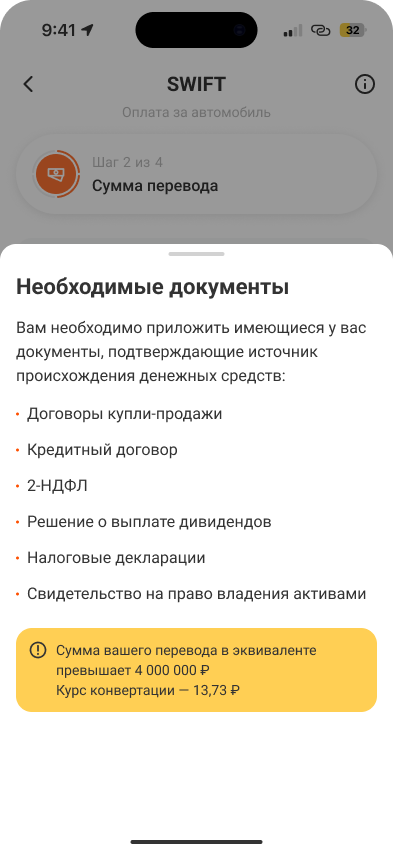 9:41
32
SWIFT
Оплата за автомобиль
Шаг 2 из 4
Сумма перевода
Необходимые документы
Вам необходимо приложить имеющиеся у вас
документы, подтверждающие источник
происхождения денежных средств:
• Договоры купли-продажи
• Кредитный договор
• 2-НДФЛ
• Решение о выплате дивидендов
• Налоговые декларации
• Свидетельство на право владения активами
Сумма вашего перевода в эквиваленте
превышает 4 000 000 ₽
Курс конвертации — 13,73 ₽